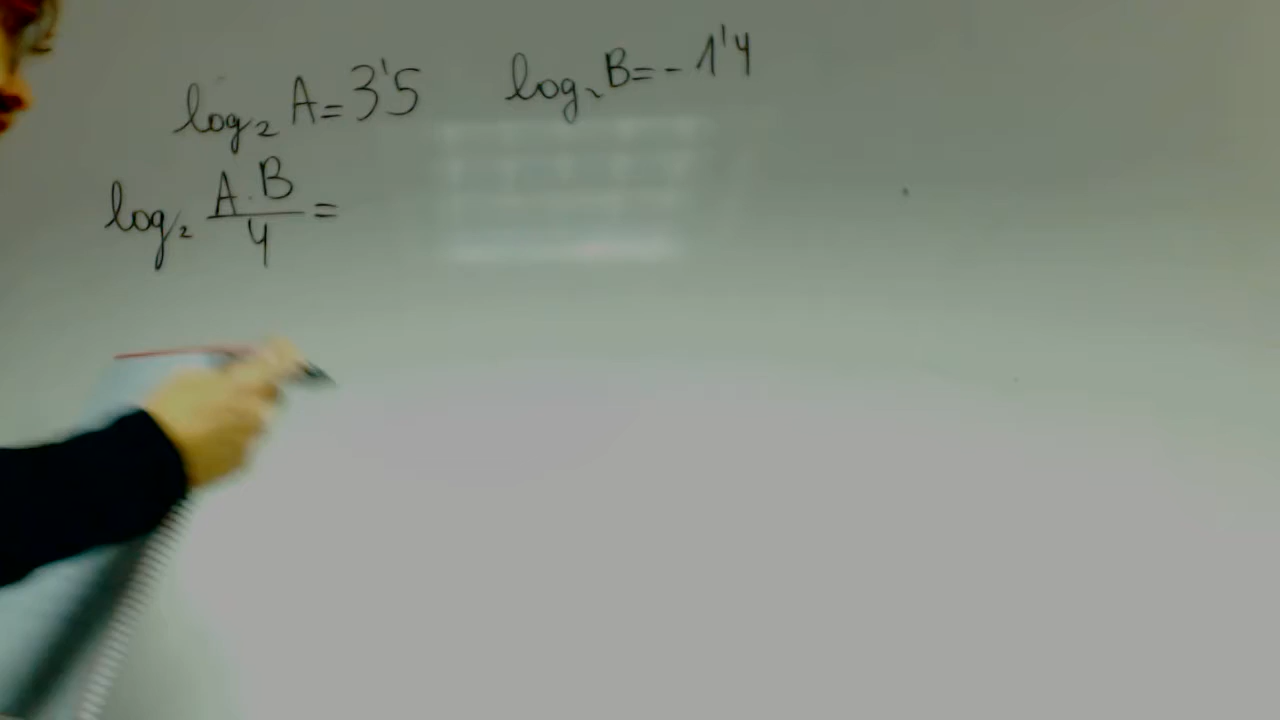 log₂ A = 3'5 log₂ B = - 1'4
log₂ A·B/4 =